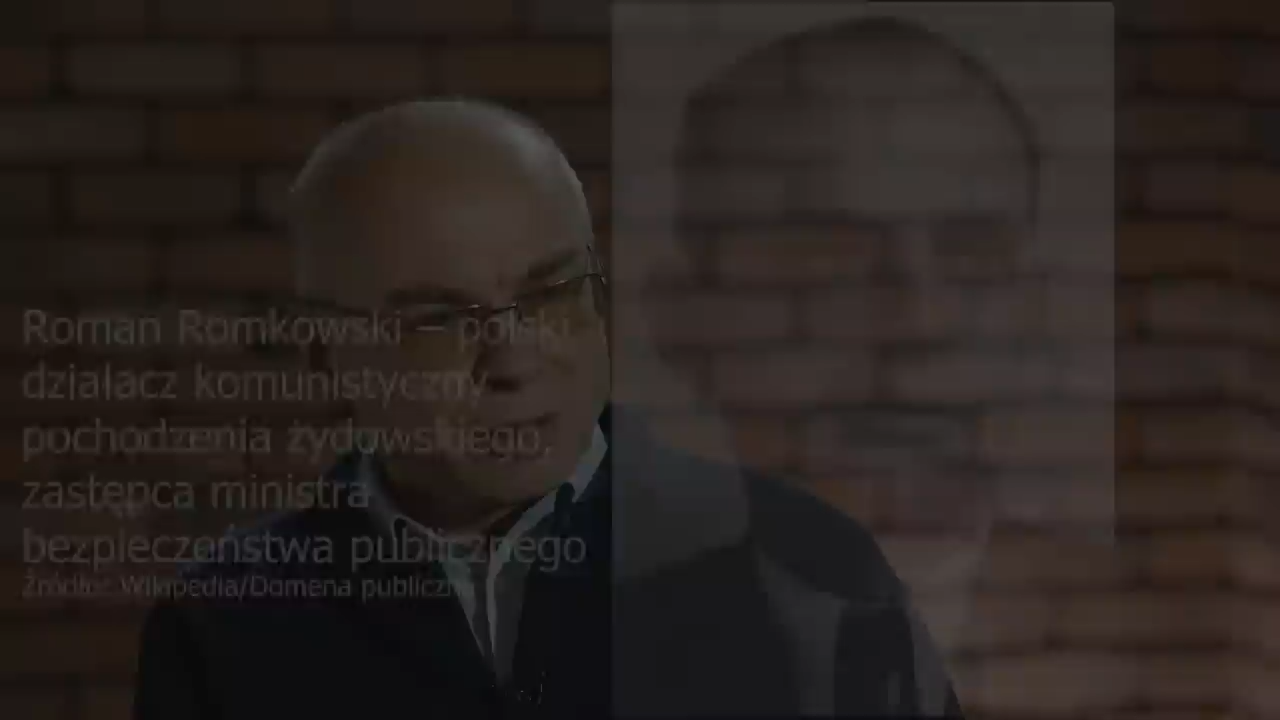 Roman Romkowski – polski
działacz komunistyczny
pochodzenia żydowskiego,
zastępca ministra
bezpieczeństwa publicznego
Źródło: Wikipedia/Domena publiczna